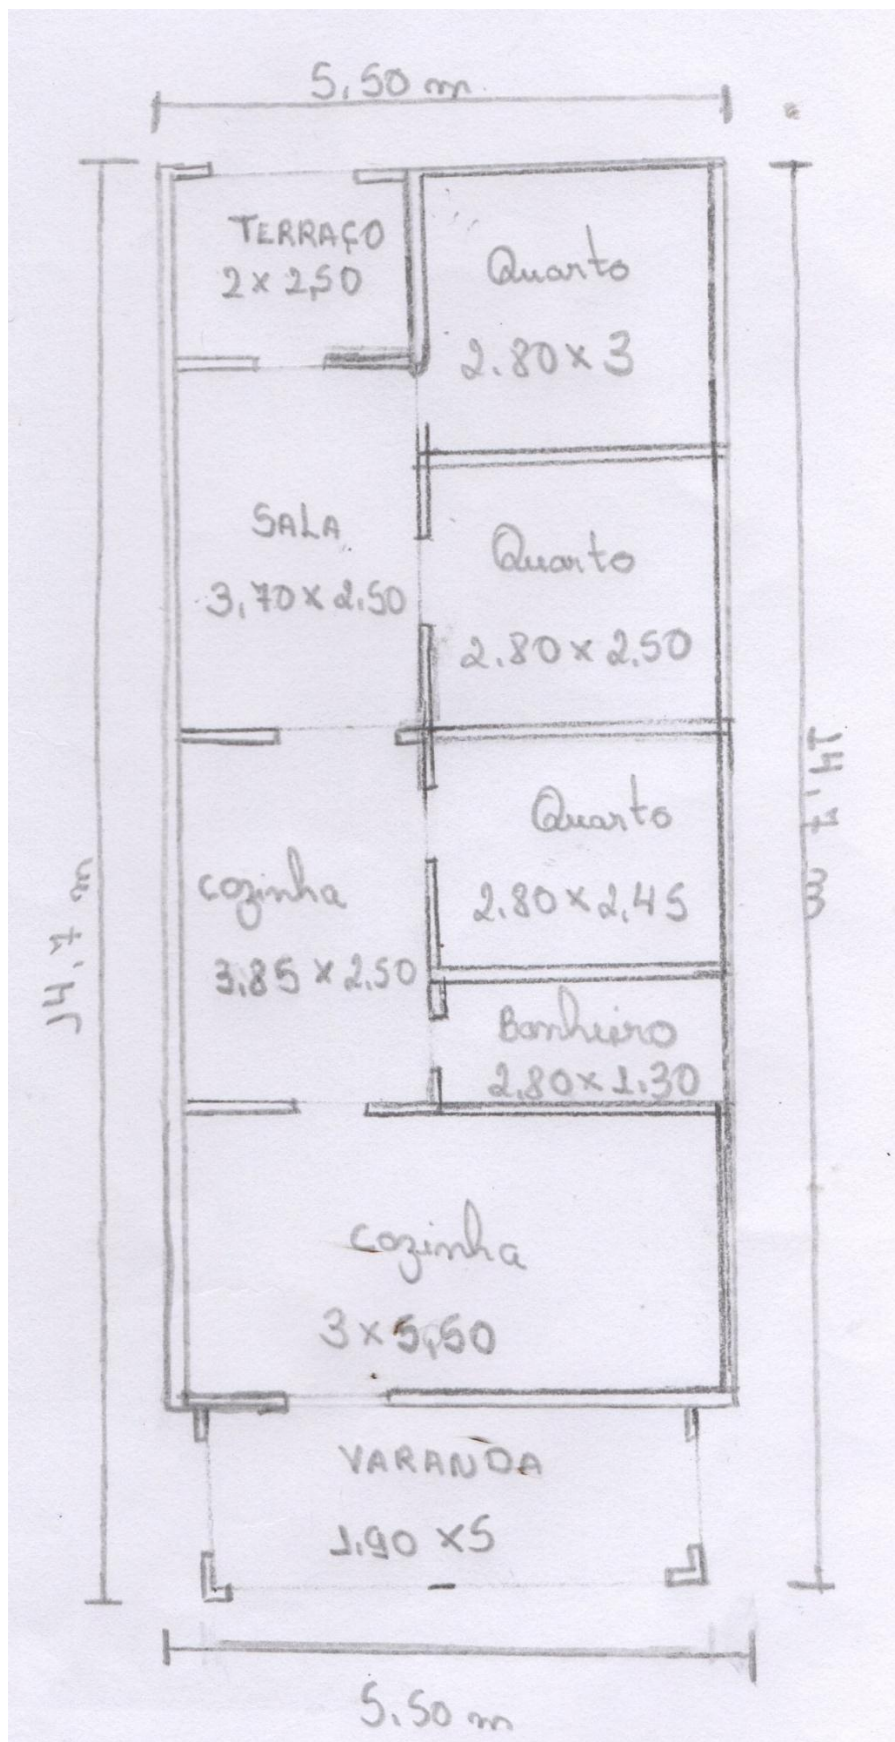 5,50 m
TERRAÇO
2 x 2,50
Quarto
2.80 x 3
SALA
3,70 x 2.50
Quarto
2.80 x 2.50
Quarto
2.80 x 2,45
cozinha
3,85 x 2,50
Banheiro
2,80 x 1.30
14,7 m
14,7 m
cozinha
3 x 5,50
VARANDA
1.90 x 5
5,50 m